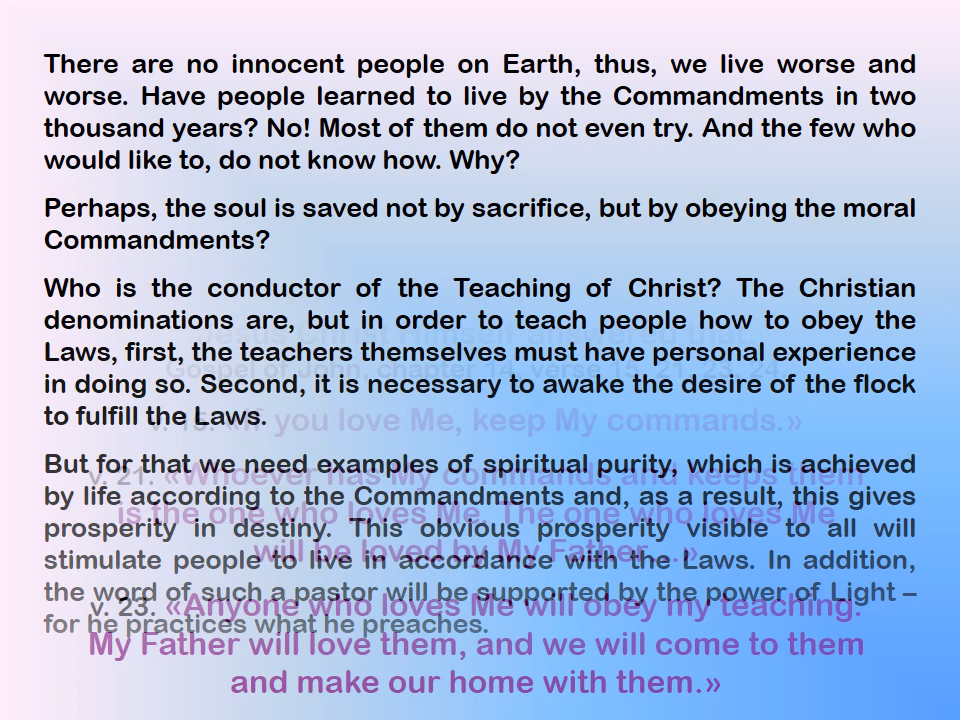 There are no innocent people on Earth, thus, we live worse and
worse. Have people learned to live by the Commandments in two
thousand years? No! Most of them do not even try. And the few who
would like to, do not know how. Why?
Perhaps, the soul is saved not by sacrifice, but by obeying the moral
Commandments?
Who is the conductor of the Teaching of Christ? The Christian
denominations are, but in order to teach people how to obey the
Laws, first, the teachers themselves must have personal experience
in doing so. Second, it is necessary to awake the desire of the flock
to fulfill the Laws.
But for that we need examples of spiritual purity, which is achieved
by life according to the Commandments and, as a result, this gives
prosperity in destiny. This obvious prosperity visible to all will
stimulate people to live in accordance with the Laws. In addition,
the word of such a pastor will be supported by the power of Light –
for he practices what he preaches.
Jesus Christ Himself answered that
Gospel of John, chapter 14, verse 15, 21, 23, 24
v. 15. «If you love Me, keep My commands.»
v. 21. «Whoever has My commands and keeps them
is the one who loves Me. The one who loves Me
will be loved by My Father...»
v. 23. «Anyone who loves Me will obey my teaching.
My Father will love them, and we will come to them
and make our home with them.»